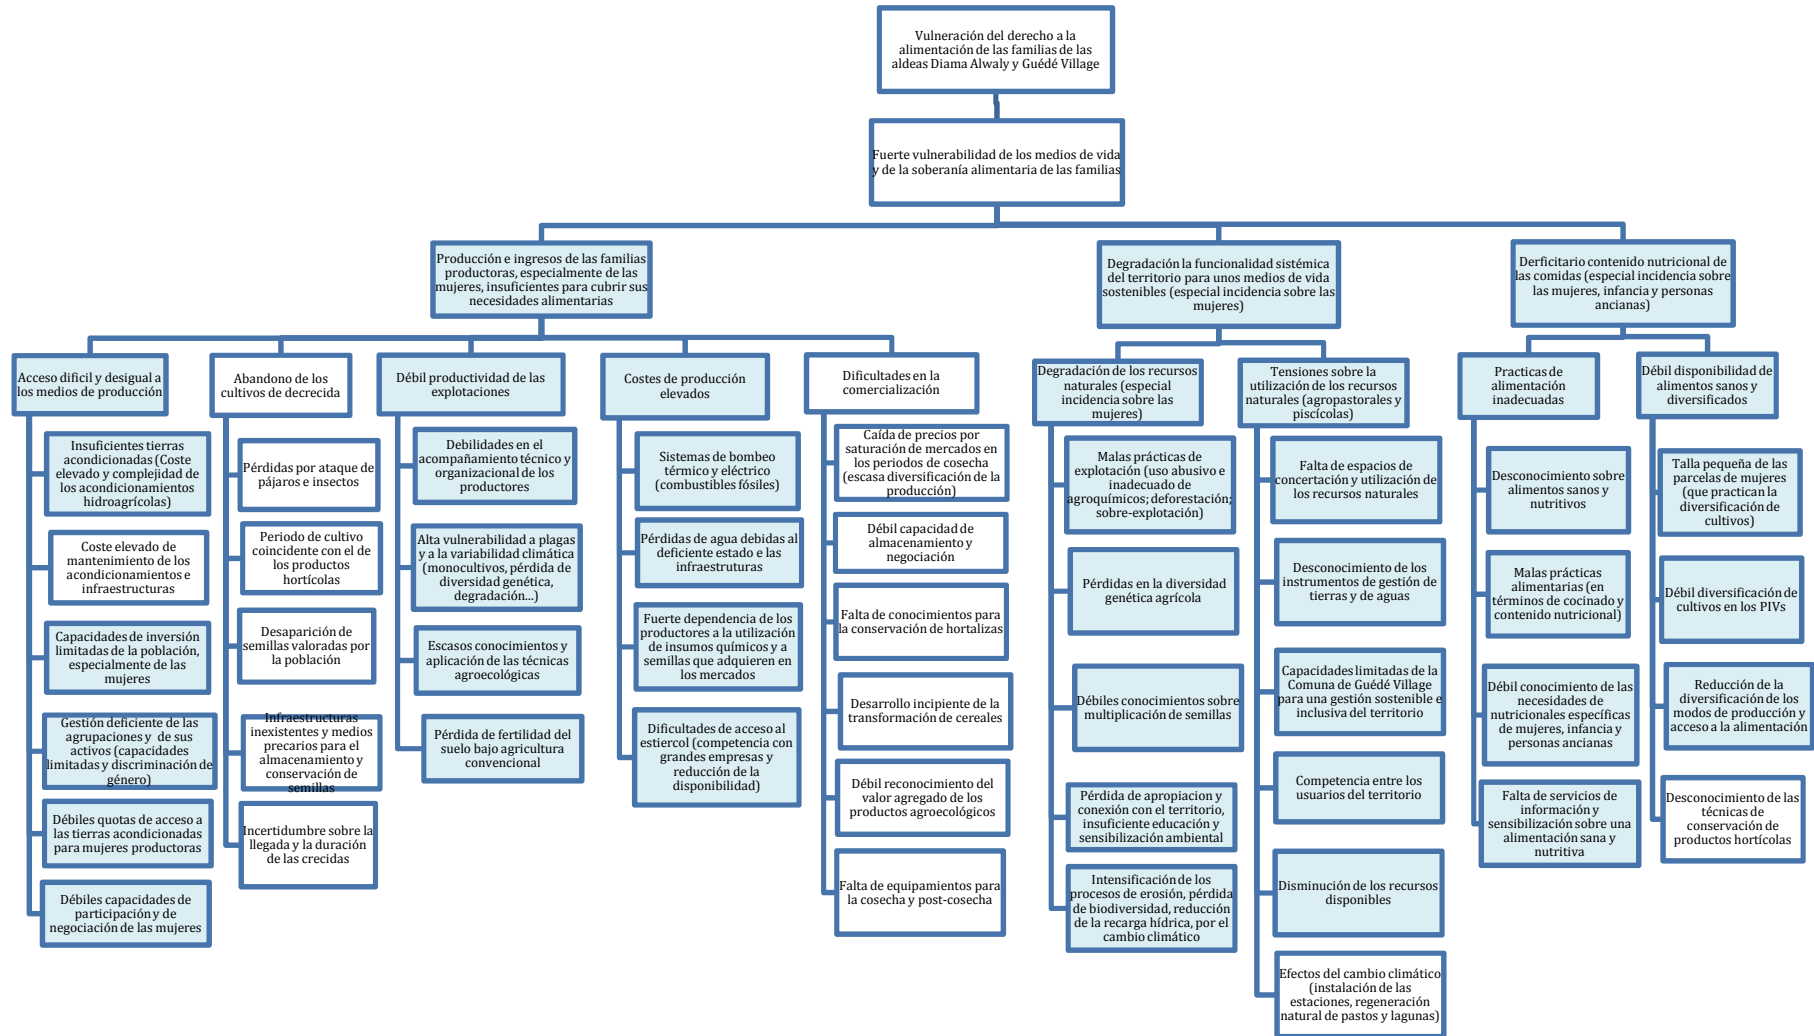 Vulneración del derecho a la
alimentación de las familias de las
aldeas Diama Alwaly y Guédé Village
Fuerte vulnerabilidad de los medios de vida
y de la soberanía alimentaria de las familias
Producción e ingresos de las familias
productoras, especialmente de las
mujeres, insuficientes para cubrir sus
necesidades alimentarias
Degradación la funcionalidad sistémica
del territorio para unos medios de vida
sostenibles (especial incidencia sobre las
mujeres)
Derficitario contenido nutricional de
las comidas (especial incidencia sobre
las mujeres, infancia y personas
ancianas)
Acceso dificil y desigual a
los medios de producción
Abandono de los
cultivos de decrecida
Débil productividad de las
explotaciones
Costes de producción
elevados
Dificultades en la
comercialización
Degradación de los recursos
naturales (especial
incidencia sobre las
mujeres)
Tensiones sobre la
utilización de los recursos
naturales (agropastorales y
piscícolas)
Practicas de
alimentación
inadecuadas
Débil disponibilidad de
alimentos sanos y
diversificados
Insuficientes tierras
acondicionadas (Coste
elevado y complejidad de
los acondicionamientos
hidroagrícolas)
Coste elevado de
mantenimiento de los
acondicionamientos e
infraestructuras
Capacidades de inversión
limitadas de la población,
especialmente de las
mujeres
Gestión deficiente de las
agrupaciones y  de sus
activos (capacidades
limitadas y discriminación de
género)
Débiles quotas de acceso a
las tierras acondicionadas
para mujeres productoras
Débiles capacidades de
participación y de
negociación de las mujeres
Pérdidas por ataque de
pájaros e insectos
Periodo de cultivo
coincidente con el de
los productos
hortícolas
Desaparición de
semillas valoradas por
la población
Infraestructuras
inexistentes y medios
precarios para el
almacenamiento y
conservación de
semillas
Incertidumbre sobre la
llegada y la duración
de las crecidas
Debilidades en el
acompañamiento técnico y
organizacional de los
productores
Alta vulnerabilidad a plagas
y a la variabilidad climática
(monocultivos, pérdida de
diversidad genética,
degradación...)
Escasos conocimientos y
aplicación de las técnicas
agroecológicas
Pérdida de fertilidad del
suelo bajo agricultura
convencional
Sistemas de bombeo
térmico y eléctrico
(combustibles fósiles)
Pérdidas de agua debidas al
deficiente estado e las
infraestruturas
Fuerte dependencia de los
productores a la utilización
de insumos químicos y a
semillas que adquieren en
los mercados
Dificultades de acceso al
estiercol (competencia con
grandes empresas y
reducción de la
disponibilidad)
Caída de precios por
saturación de mercados en
los periodos de cosecha
(escasa diversificación de la
producción)
Débil capacidad de
almacenamiento y
negociación
Falta de conocimientos para
la conservación de hortalizas
Desarrollo incipiente de la
transformación de cereales
Débil reconocimiento del
valor agregado de los
productos agroecológicos
Falta de equipamientos para
la cosecha y post-cosecha
Malas prácticas de
explotación (uso abusivo e
inadecuado de
agroquímicos; deforestación;
sobre-explotación)
Pérdidas en la diversidad
genética agrícola
Débiles conocimientos sobre
multiplicación de semillas
Pérdida de apropiacion y
conexión con el territorio,
insuficiente educación y
sensibilización ambiental
Intensificación de los
procesos de erosión, pérdida
de biodiversidad, reducción
de la recarga hídrica, por el
cambio climático
Falta de espacios de
concertación y utilización de
los recursos naturales
Desconocimiento de los
instrumentos de gestión de
tierras y de aguas
Capacidades limitadas de la
Comuna de Guédé Village
para una gestión sostenible e
inclusiva del territorio
Competencia entre los
usuarios del territorio
Disminución de los recursos
disponibles
Efectos del cambio climático
(instalación de las
estaciones, regeneración
natural de pastos y lagunas)
Desconocimiento sobre
alimentos sanos y
nutritivos
Malas prácticas
alimentarias (en
términos de cocinado y
contenido nutricional)
Débil conocimiento de las
necesidades de
nutricionales específicas
de mujeres, infancia y
personas ancianas
Falta de servicios de
información y
sensibilización sobre una
alimentación sana y
nutritiva
Talla pequeña de las
parcelas de mujeres
(que practican la
diversificación de
cultivos)
Débil diversificación de
cultivos en los PIVs
Reducción de la
diversificación de los
modos de producción y
acceso a la alimentación
Desconocimiento de las
técnicas de
conservación de
productos hortícolas